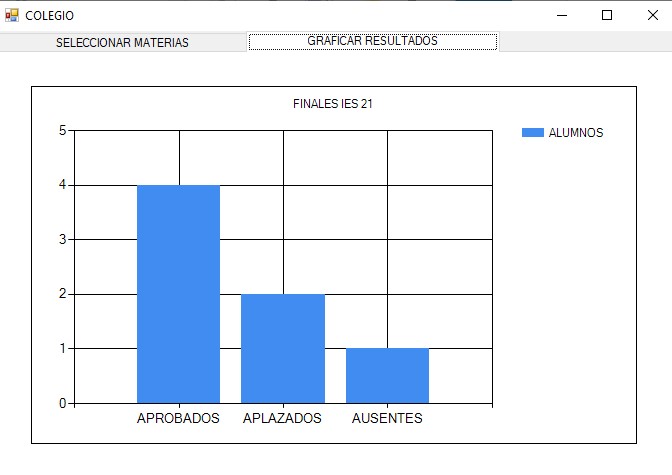 COLEGIO
SELECCIONAR MATERIAS
GRAFICAR RESULTADOS
FINALES IES 21
ALUMNOS
5
4
3
2
1
0
APROBADOS APLAZADOS AUSENTES